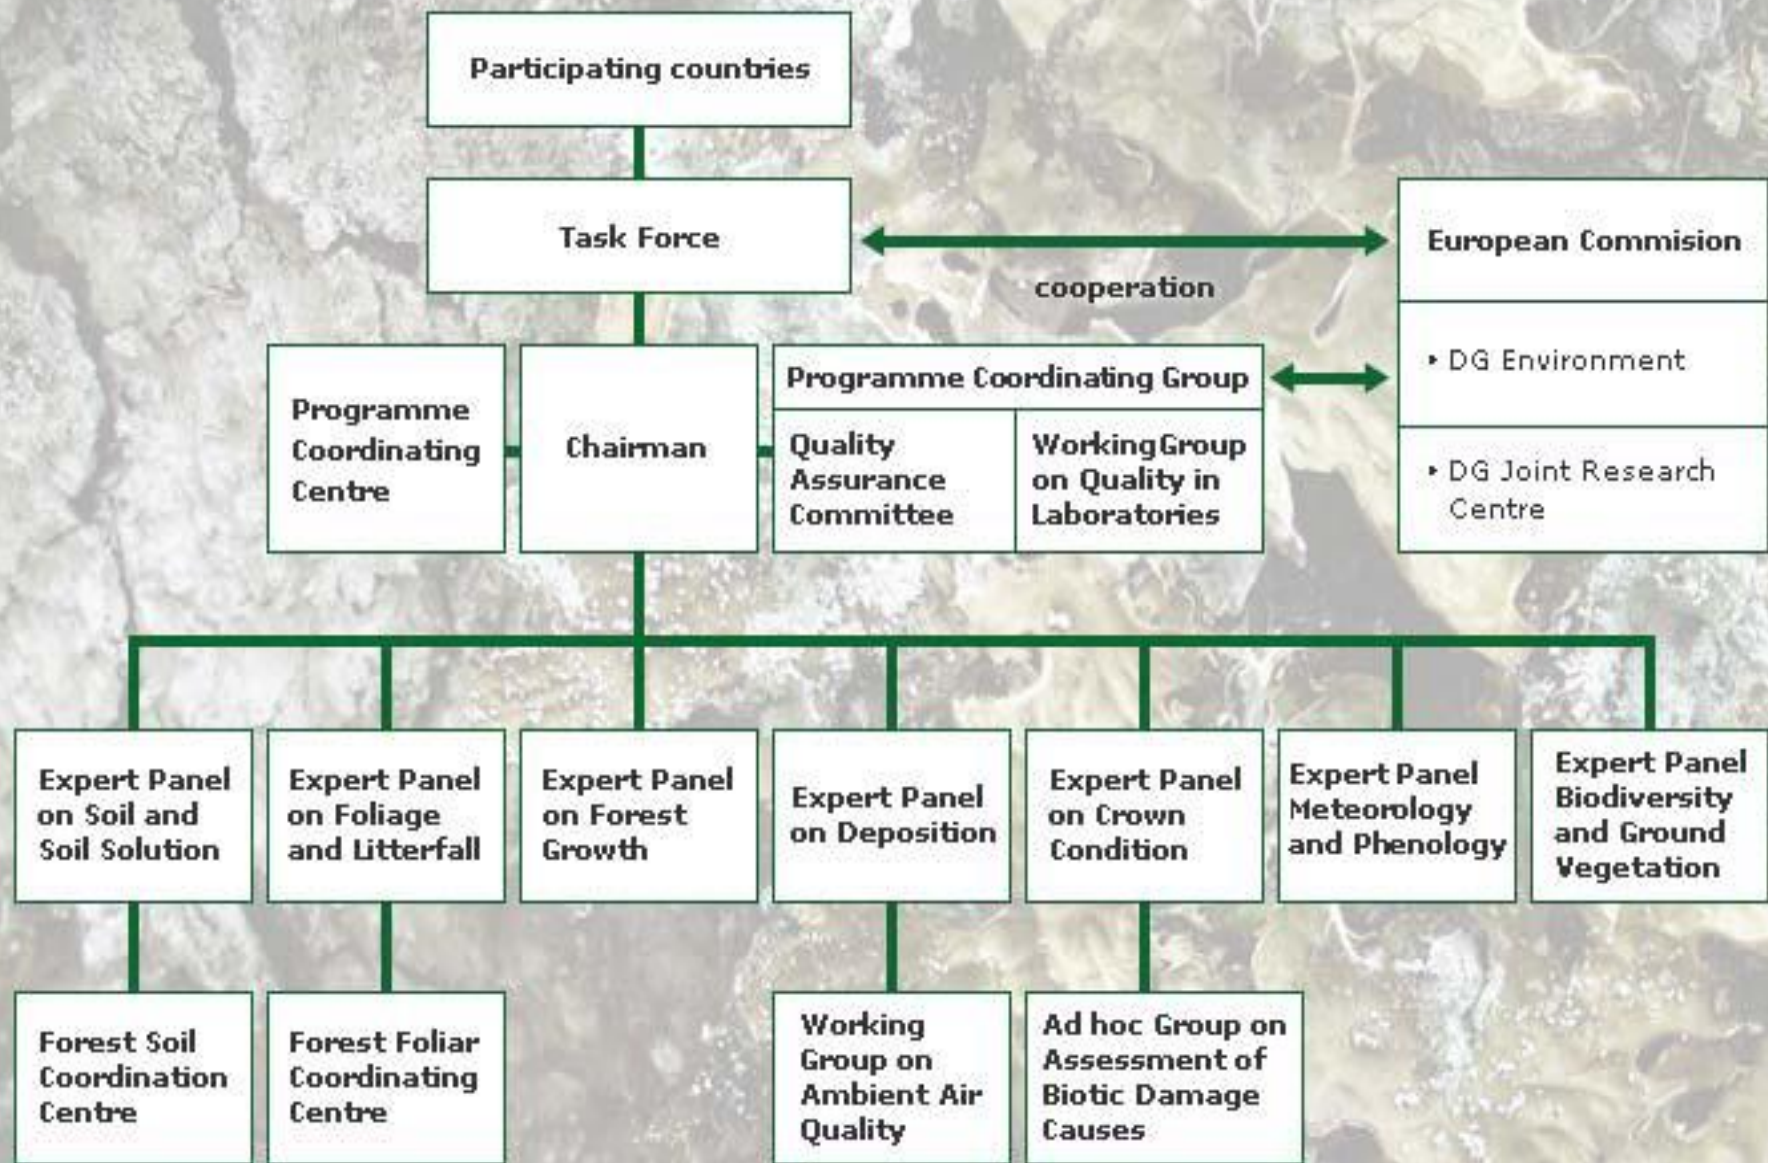 Participating countries
Task Force
European Commision
cooperation
▸ DG Environment
▸ DG Joint Research
Centre
Programme
Coordinating
Centre
Chairman
Programme Coordinating Group
Quality
Assurance
Committee
Working Group
on Quality in
Laboratories
Expert Panel
on Soil and
Soil Solution
Expert Panel
on Foliage
and Litterfall
Expert Panel
on Forest
Growth
Expert Panel
on Deposition
Expert Panel
on Crown
Condition
Expert Panel
Meteorology
and Phenology
Expert Panel
Biodiversity
and Ground
Vegetation
Forest Soil
Coordination
Centre
Forest Foliar
Coordinating
Centre
Working
Group on
Ambient Air
Quality
Ad hoc Group on
Assessment of
Biotic Damage
Causes